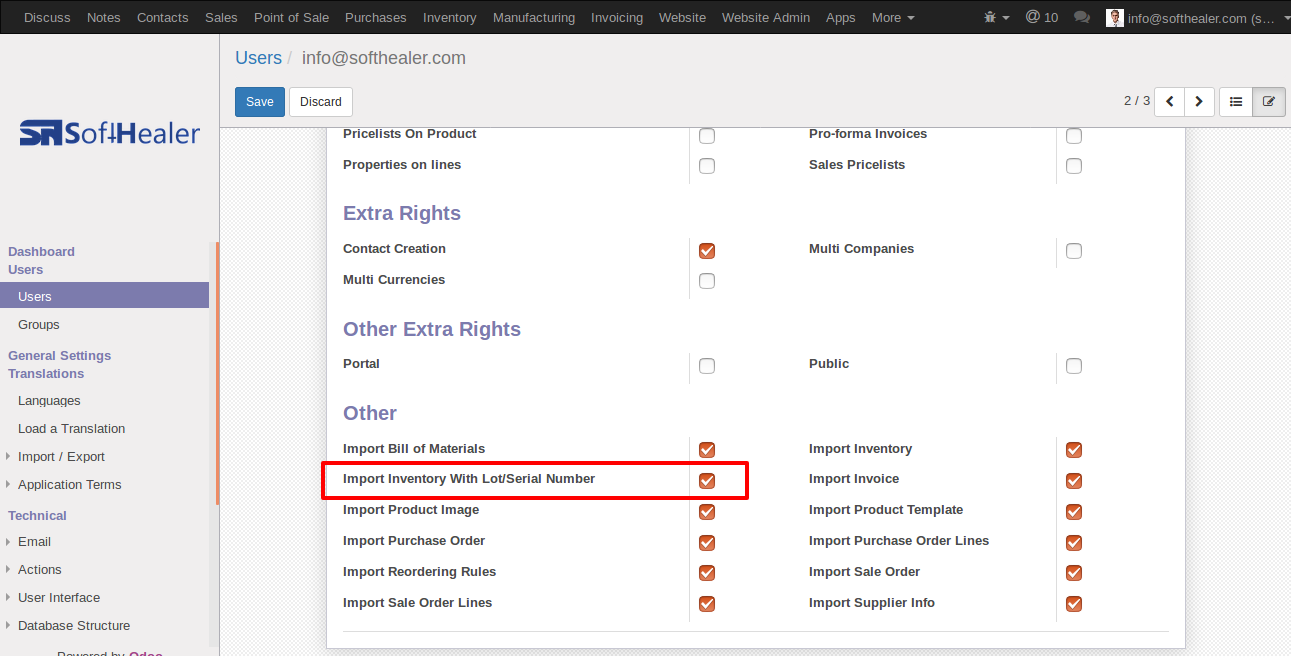 Discuss Notes Contacts Sales Point of Sale Purchases Inventory Manufacturing Invoicing Website Website Admin Apps More @ 10 info@softhealer.com (s...
Users / info@softhealer.com
Save Discard
2 / 3
SoftHealer
Dashboard
Users
Users
Groups
General Settings
Translations
Languages
Load a Translation
Import / Export
Application Terms
Technical
Email
Actions
User Interface
Database Structure
Powered by Odoo
Pricelists On Product Pro-forma Invoices
Properties on lines Sales Pricelists
Extra Rights
Contact Creation Multi Companies
Multi Currencies
Other Extra Rights
Portal Public
Other
Import Bill of Materials Import Inventory
Import Inventory With Lot/Serial Number Import Invoice
Import Product Image Import Product Template
Import Purchase Order Import Purchase Order Lines
Import Reordering Rules Import Sale Order
Import Sale Order Lines Import Supplier Info